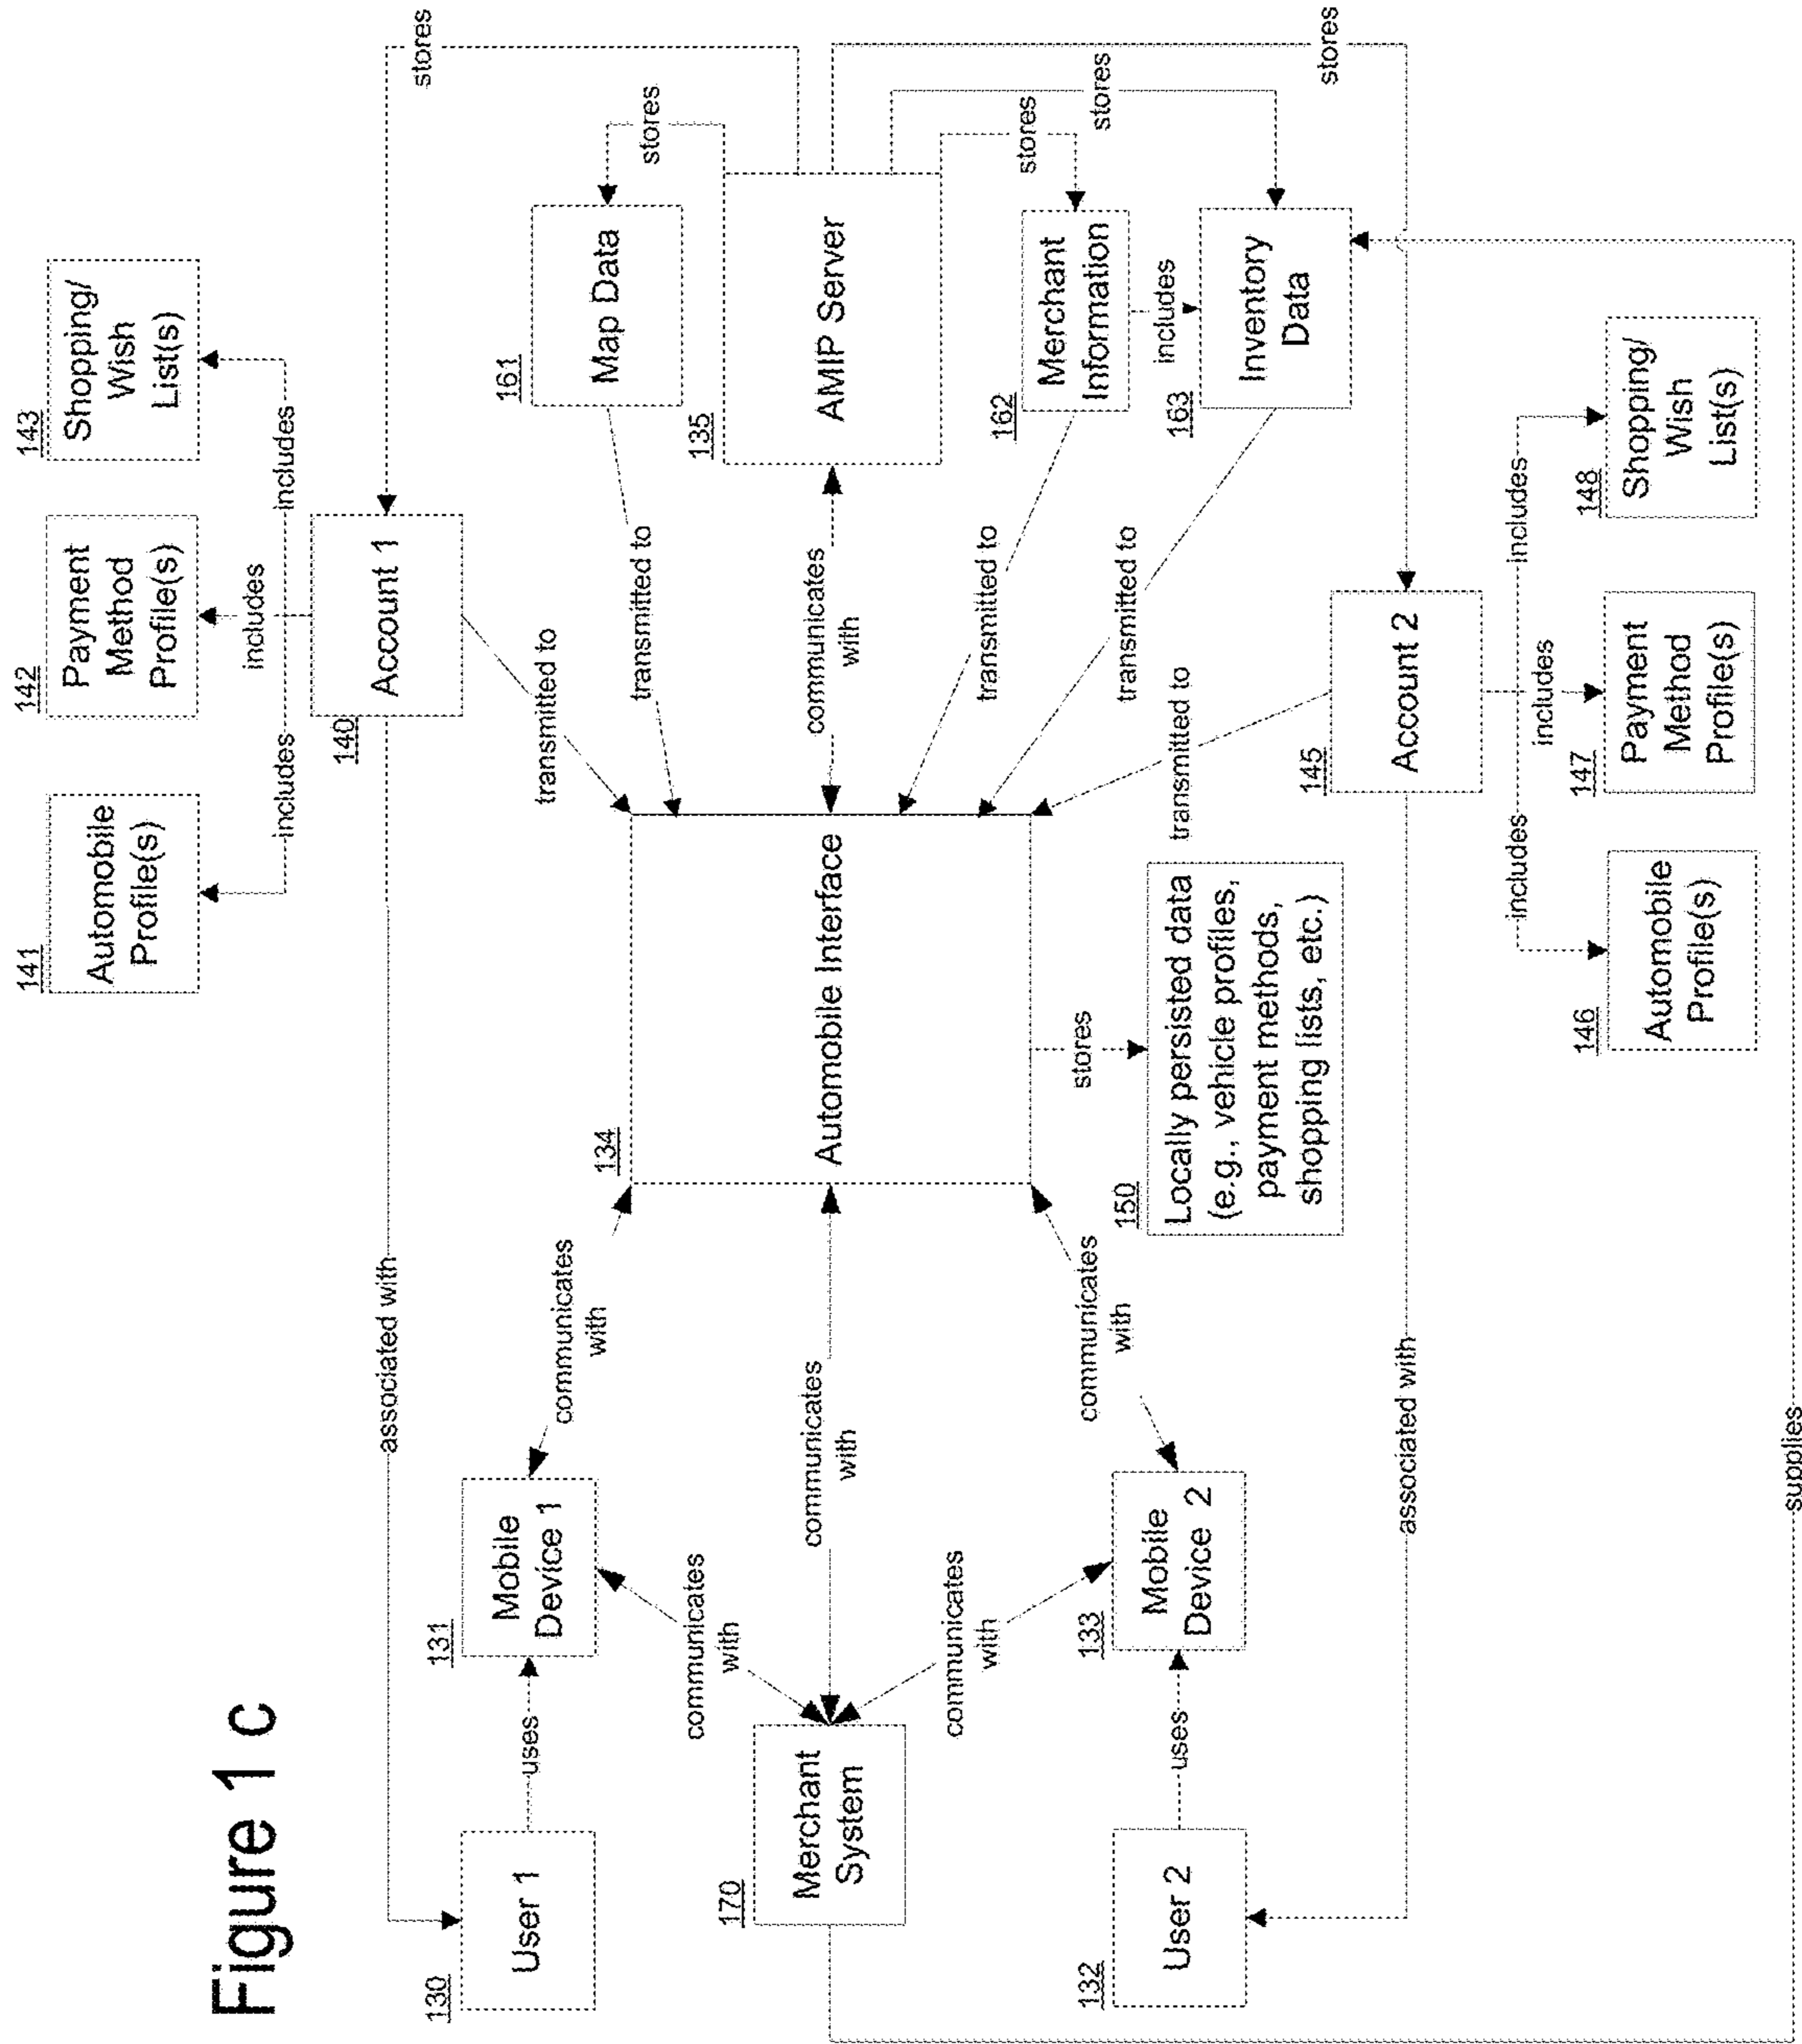 Figure 1 c
130
User 1
uses
131
Mobile
Device 1
associated with
communicates
with
communicates
with
170
Merchant
System
communicates
with
communicates
with
132
User 2
uses
133
Mobile
Device 2
communicates
with
associated with
supplies
134
Automobile Interface
stores
150
Locally persisted data
(e.g., vehicle profiles,
payment methods,
shopping lists, etc.)
141
Automobile
Profile(s)
142
Payment
Method
Profile(s)
143
Shopping/
Wish
List(s)
includes
includes
includes
140
Account 1
stores
transmitted to
161
Map Data
stores
transmitted to
135
AMIP Server
communicates
with
stores
stores
stores
162
Merchant
Information
transmitted to
includes
163
Inventory
Data
transmitted to
transmitted to
145
Account 2
includes
includes
includes
146
Automobile
Profile(s)
147
Payment
Method
Profile(s)
148
Shopping/
Wish
List(s)